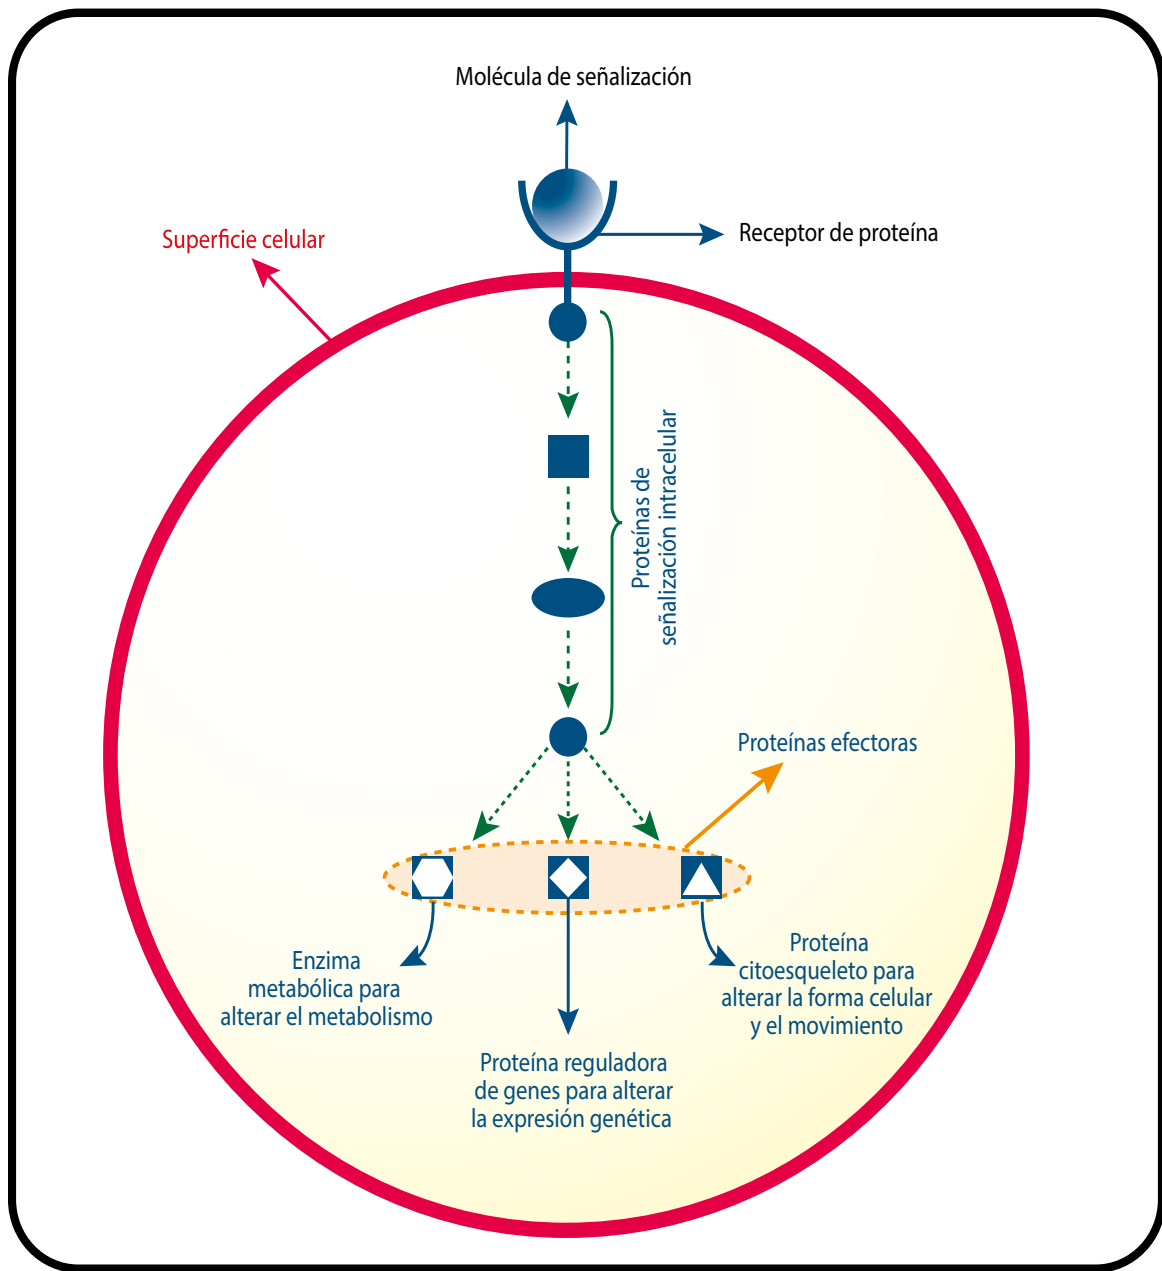 Molécula de señalización
Receptor de proteína
Superficie celular
Proteínas de
señalización intracelular
Proteínas efectoras
Enzima
metabólica para
alterar el metabolismo
Proteína reguladora
de genes para alterar
la expresión genética
Proteína
citoesqueleto para
alterar la forma celular
y el movimiento